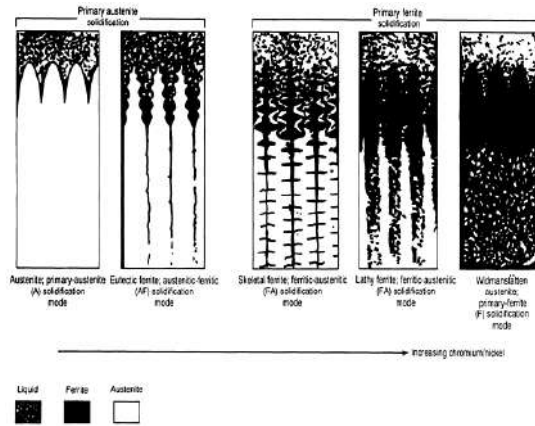 Primary austenite
solidification
Primary ferrite
solidification
Austenite; primary-austenite
(A) solidification
mode
Eutectic ferrite; austenitic-ferritic
(AF) solidification
mode
Skeletal ferrite; ferritic-austenitic
(FA) solidification
mode
Lathy ferrite; ferritic-austenitic
(FA) solidification
mode
Widmanstätten
austenite;
primary-ferrite
(F) solidification
mode
Increasing chromium/nickel
Liquid
Ferrite
Austenite